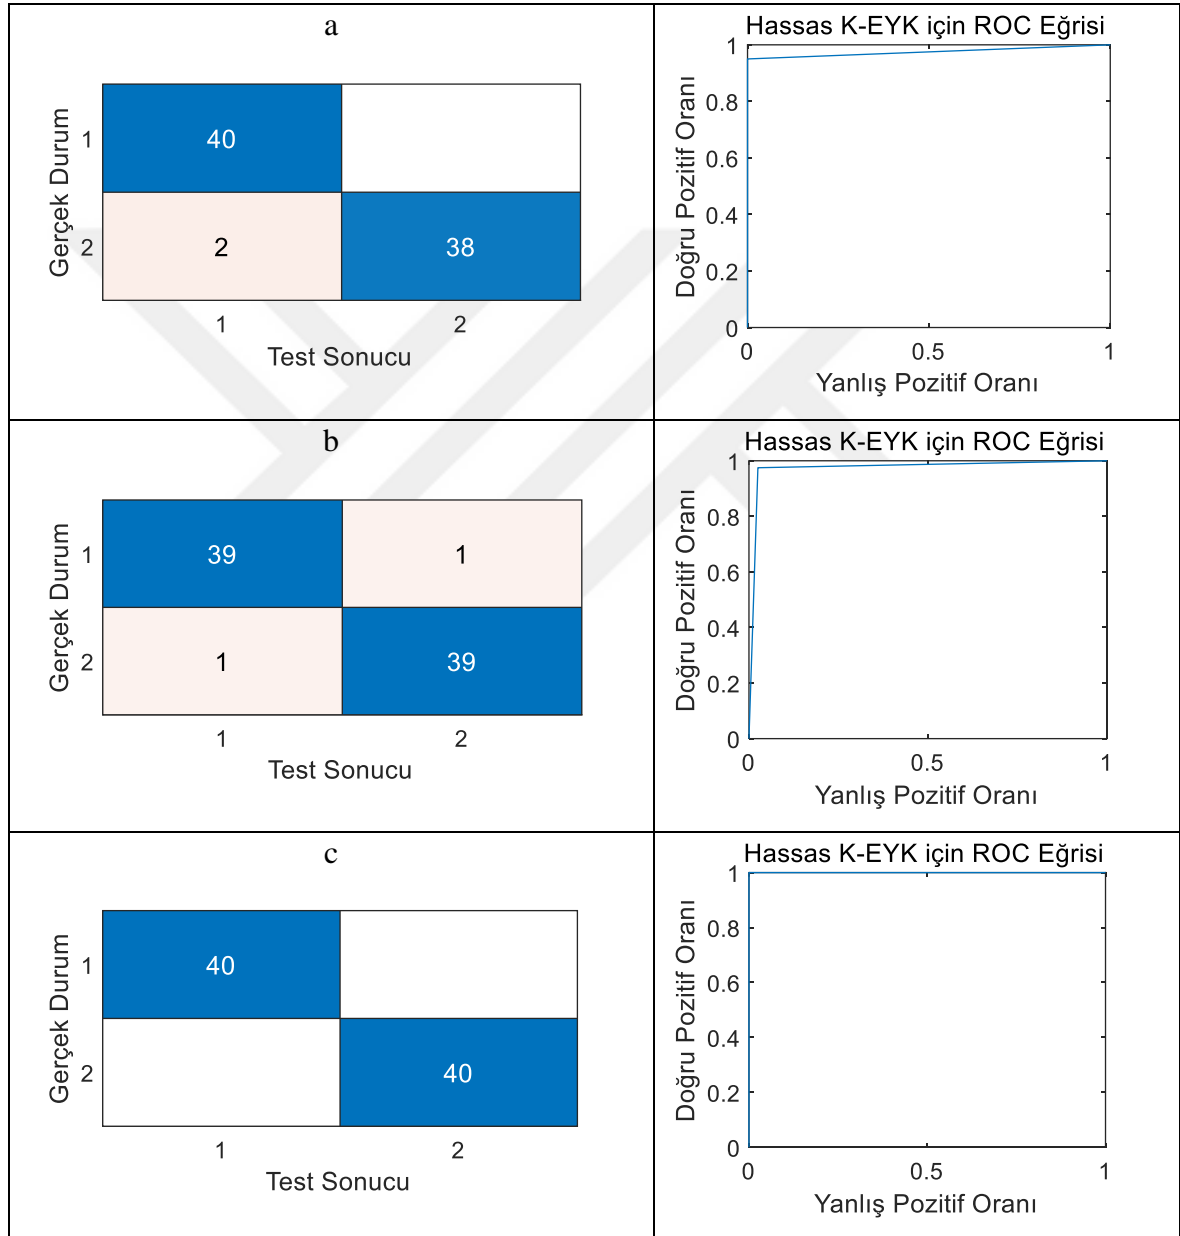 a
Gerçek Durum
1
40
2
2
38
1
2
Test Sonucu
Hassas K-EYK için ROC Eğrisi
Doğru Pozitif Oranı
1
0.8
0.6
0.4
0.2
0
0
0.5
1
Yanlış Pozitif Oranı
b
Gerçek Durum
1
39
1
2
1
39
1
2
Test Sonucu
Hassas K-EYK için ROC Eğrisi
Doğru Pozitif Oranı
1
0.8
0.6
0.4
0.2
0
0
0.5
1
Yanlış Pozitif Oranı
c
Gerçek Durum
1
40
2
40
1
2
Test Sonucu
Hassas K-EYK için ROC Eğrisi
Doğru Pozitif Oranı
1
0.8
0.6
0.4
0.2
0
0
0.5
1
Yanlış Pozitif Oranı